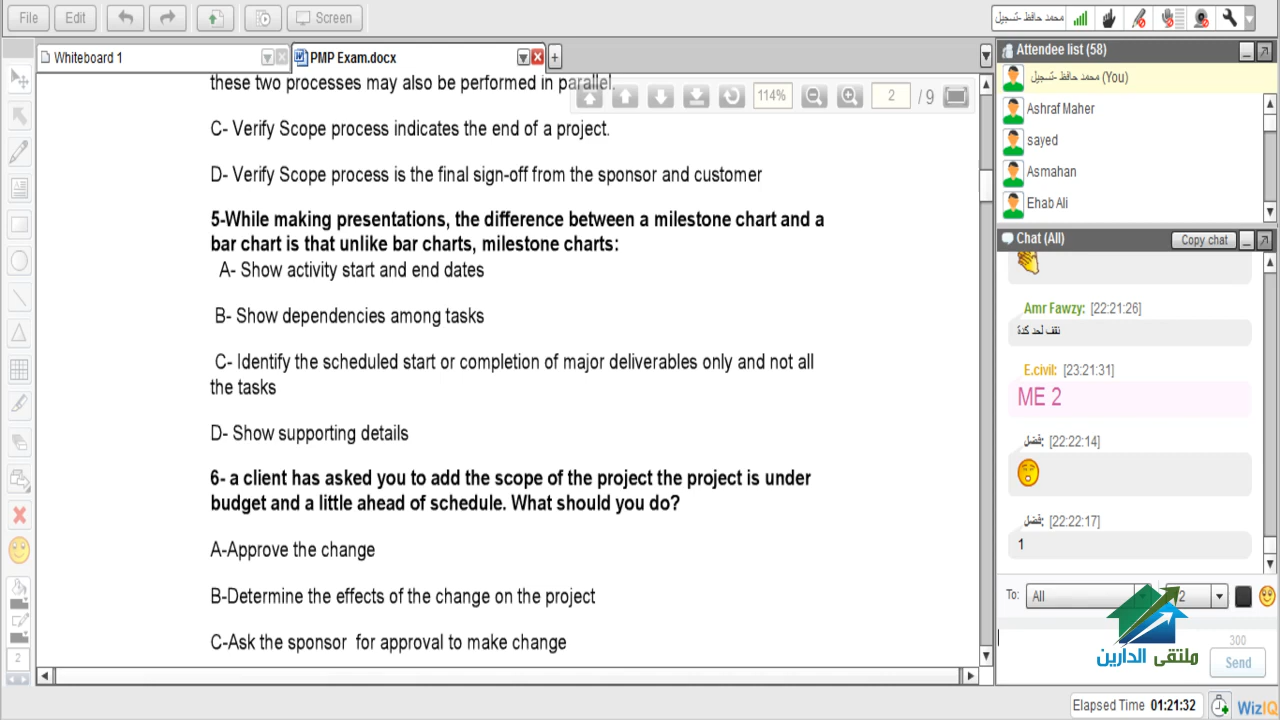 File Edit Screen
محمد حافظ -تسجيل
Whiteboard 1
PMP Exam.docx
114% 2 / 9
these two processes may also be performed in parallel.
C- Verify Scope process indicates the end of a project.
D- Verify Scope process is the final sign-off from the sponsor and customer
5-While making presentations, the difference between a milestone chart and a
bar chart is that unlike bar charts, milestone charts:
A- Show activity start and end dates
B- Show dependencies among tasks
C- Identify the scheduled start or completion of major deliverables only and not all
the tasks
D- Show supporting details
6- a client has asked you to add the scope of the project the project is under
budget and a little ahead of schedule. What should you do?
A-Approve the change
B-Determine the effects of the change on the project
C-Ask the sponsor for approval to make change
2
Attendee list (58)
محمد حافظ -تسجيل (You)
Ashraf Maher
sayed
Asmahan
Ehab Ali
Chat (All)
Copy chat
Amr Fawzy: [22:21:26]
نقف لحد كدة
E.civil: [23:21:31]
ME 2
فضل: [22:22:14]
فضل: [22:22:17]
1
To: All 2
ملتقى الدارين
300
Send
Elapsed Time 01:21:32
WizIQ